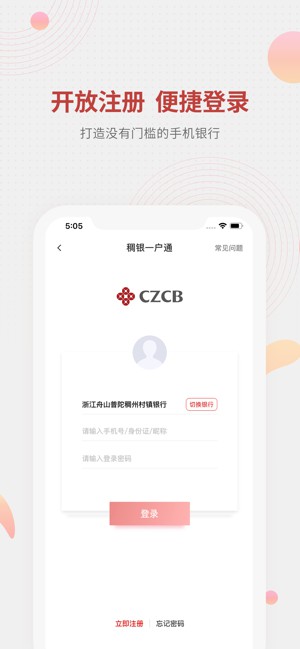 开放注册 便捷登录
打造没有门槛的手机银行
5:05
稠银一户通
常见问题
CZCB
浙江舟山普陀稠州村镇银行
切换银行
请输入手机号/身份证/昵称
请输入登录密码
登录
立即注册
忘记密码